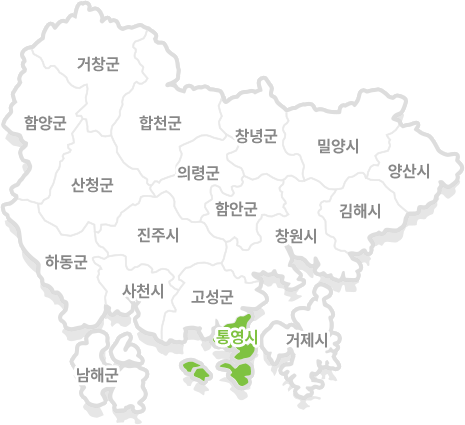 거창군
함양군
합천군
창녕군
밀양시
양산시
산청군
의령군
함안군
김해시
진주시
창원시
하동군
사천시
고성군
통영시
거제시
남해군